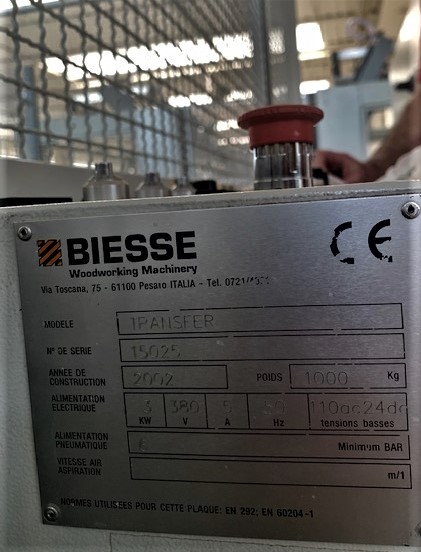 BIESSE
Woodworking Machinery
Via Toscana, 75 - 61100 Pesaro ITALIA - Tel.
CE
MODELE TRANSFER
N° DE SERIE 15025
ANNEE DE CONSTRUCTION 2002 POIDS 1000 Kg
ALIMENTATION ELECTRIQUE 3 KW 380 V A Hz 110ac24dc tensions basses
ALIMENTATION PNEUMATIQUE 6 Minimum BAR
VITESSE AIR ASPIRATION m/1
NORMES UTILISEES POUR CETTE PLAQUE: EN 292; EN 60204-1